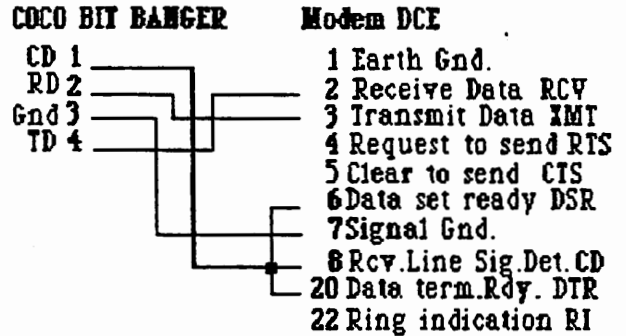 COCO BIT BANGER
CD 1
RD 2
Gnd 3
TD 4
Modem DCE
1 Earth Gnd.
2 Receive Data RCV
3 Transmit Data XMT
4 Request to send RTS
5 Clear to send CTS
6 Data set ready DSR
7 Signal Gnd.
8 Rcv.Line Sig.Det.CD
20 Data term.Rdy. DTR
22 Ring indication RI